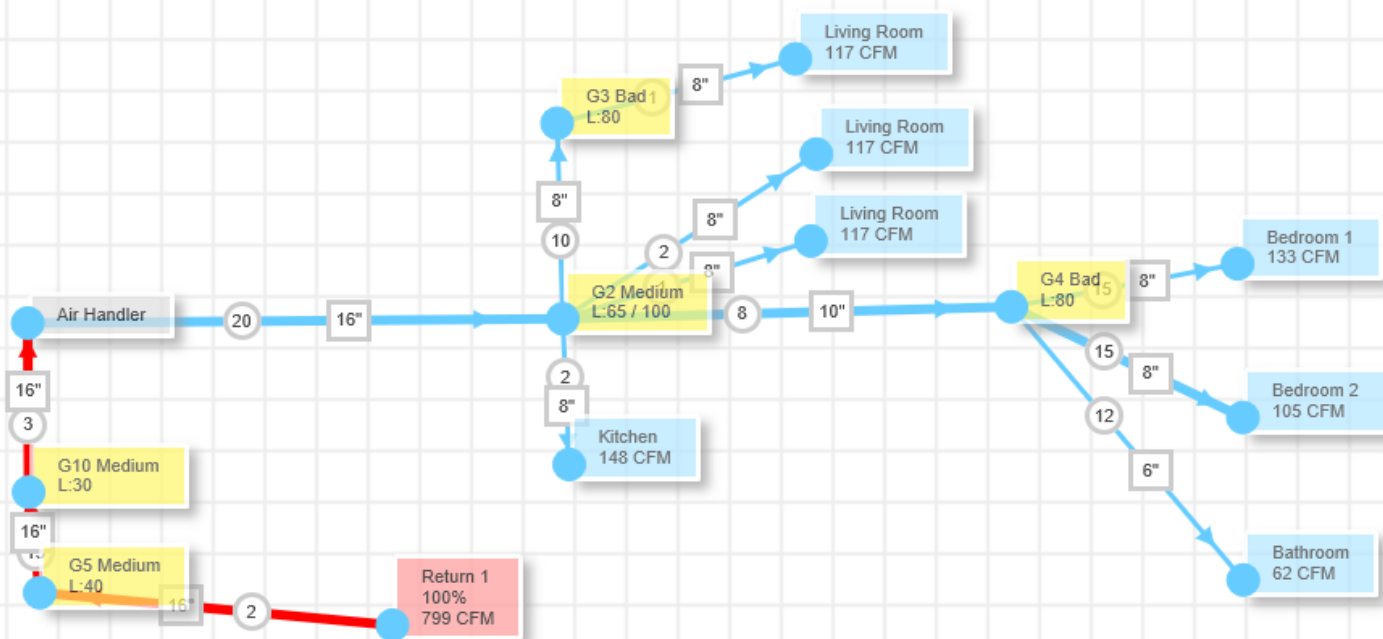 Living Room
117 CFM
8"
G3 Bad
L:80
1
Living Room
117 CFM
8"
10
8"
2
Living Room
117 CFM
8"
Bedroom 1
133 CFM
G2 Medium
L:65 / 100
8
10"
G4 Bad
L:80
15
8"
Air Handler
20
16"
15
8"
2
8"
Bedroom 2
105 CFM
16"
3
12
Kitchen
148 CFM
6"
G10 Medium
L:30
16"
G5 Medium
L:40
16"
2
Return 1
100%
799 CFM
Bathroom
62 CFM